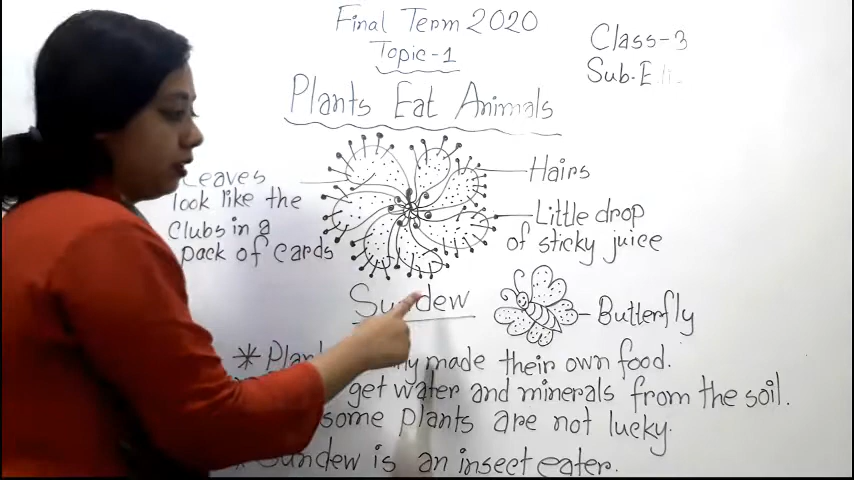 Final Term 2020
Topic-1
Class-3
Sub.E
Plants Eat Animals
Leaves
look like the
clubs in a
pack of cards
Hairs
Little drop
of sticky juice
Sundew
Butterfly
* made their own food.
get water and minerals from the soil.
some plants are not lucky.
* Sundew is an insect eater.